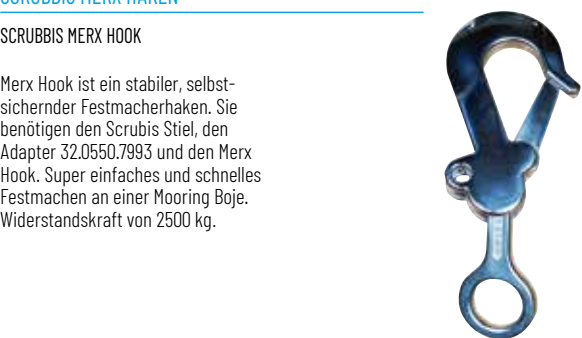 SCRUBBIS MERX HAKEN
SCRUBBIS MERX HOOK
Merx Hook ist ein stabiler, selbst-
sichernder Festmacherhaken. Sie
benötigen den Scrubis Stiel, den
Adapter 32.0550.7993 und den Merx
Hook. Super einfaches und schnelles
Festmachen an einer Mooring Boje.
Widerstandskraft von 2500 kg.